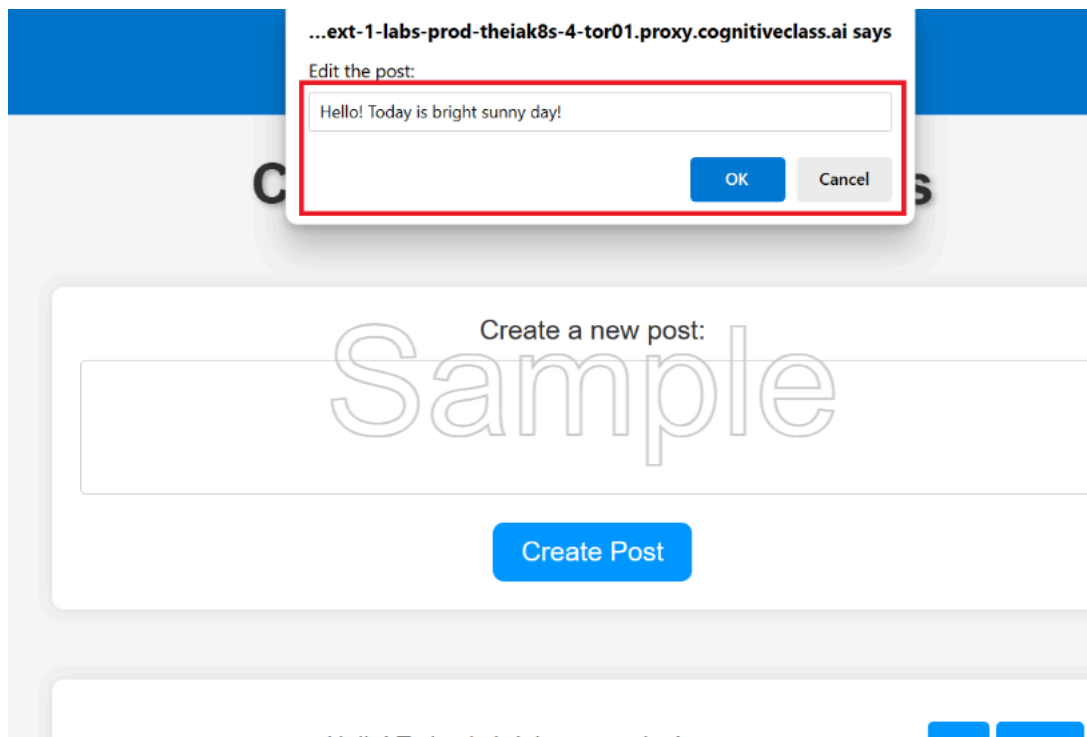 ...ext-1-labs-prod-theiak8s-4-tor01.proxy.cognitiveclass.ai says
Edit the post:
Hello! Today is bright sunny day!
OK Cancel
C s
Create a new post:
Sample
Create Post